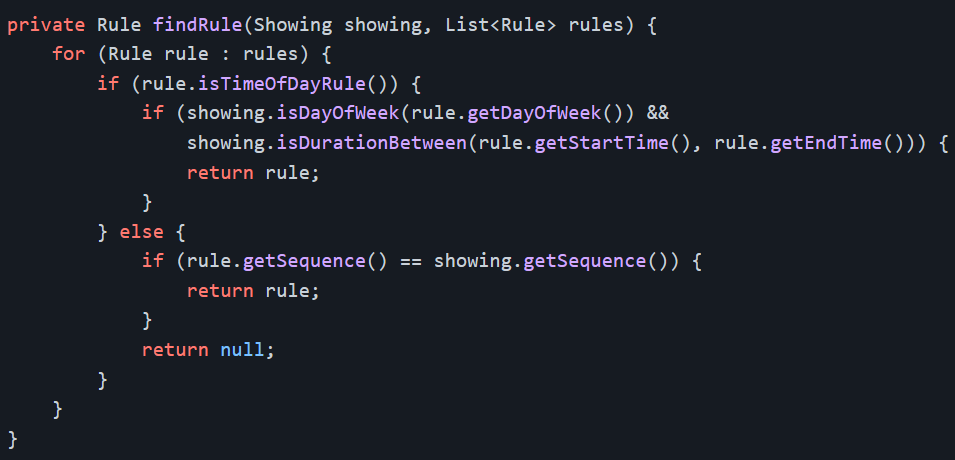 private Rule findRule(Showing showing, List<Rule> rules) {
    for (Rule rule : rules) {
        if (rule.isTimeOfDayRule()) {
            if (showing.isDayOfWeek(rule.getDayOfWeek()) &&
                showing.isDurationBetween(rule.getStartTime(), rule.getEndTime())) {
                return rule;
            }
        } else {
            if (rule.getSequence() == showing.getSequence()) {
                return rule;
            }
            return null;
        }
    }
}